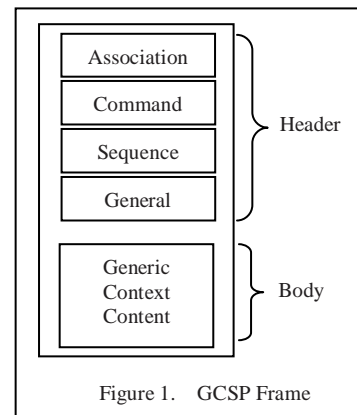 Association
Command
Sequence
General
Header
Generic
Context
Content
Body
Figure 1. GCSP Frame